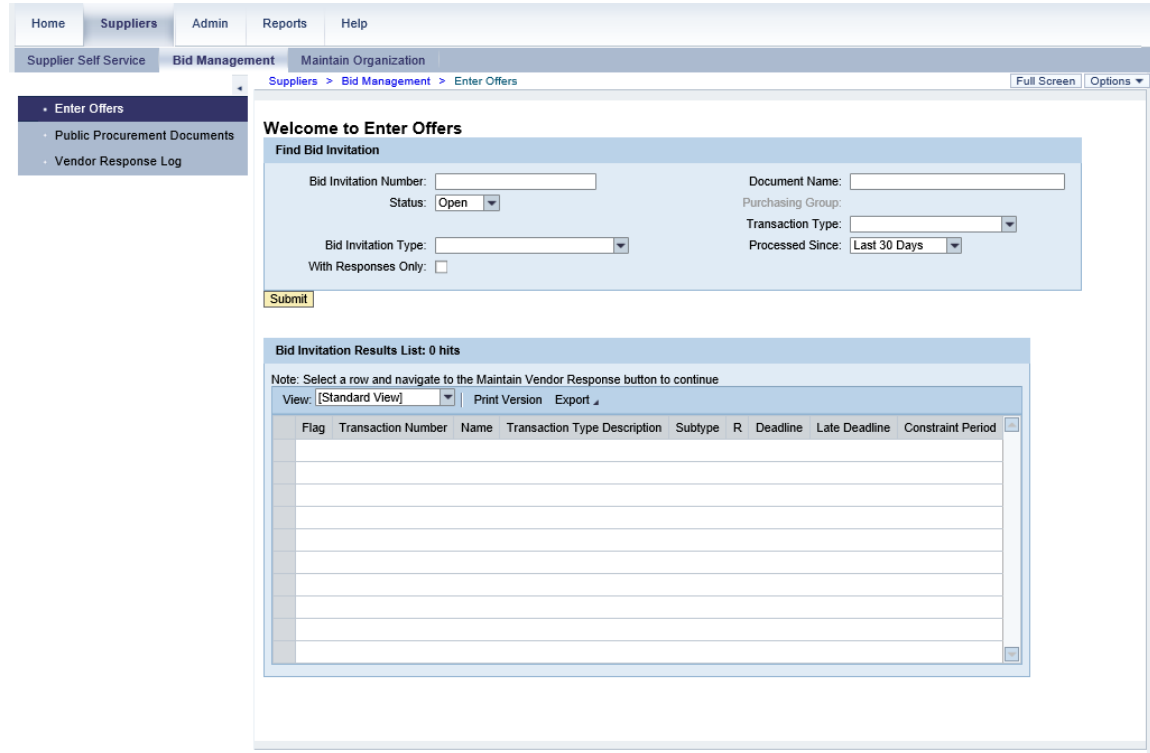 Home Suppliers Admin Reports Help
Supplier Self Service Bid Management Maintain Organization
Suppliers > Bid Management > Enter Offers Full Screen Options
Enter Offers
Public Procurement Documents
Vendor Response Log
Welcome to Enter Offers
Find Bid Invitation
Bid Invitation Number: Document Name:
Status: Open Purchasing Group:
Transaction Type:
Bid Invitation Type: Processed Since: Last 30 Days
With Responses Only:
Submit
Bid Invitation Results List: 0 hits
Note: Select a row and navigate to the Maintain Vendor Response button to continue
View: [Standard View] Print Version Export
Flag Transaction Number Name Transaction Type Description Subtype R Deadline Late Deadline Constraint Period